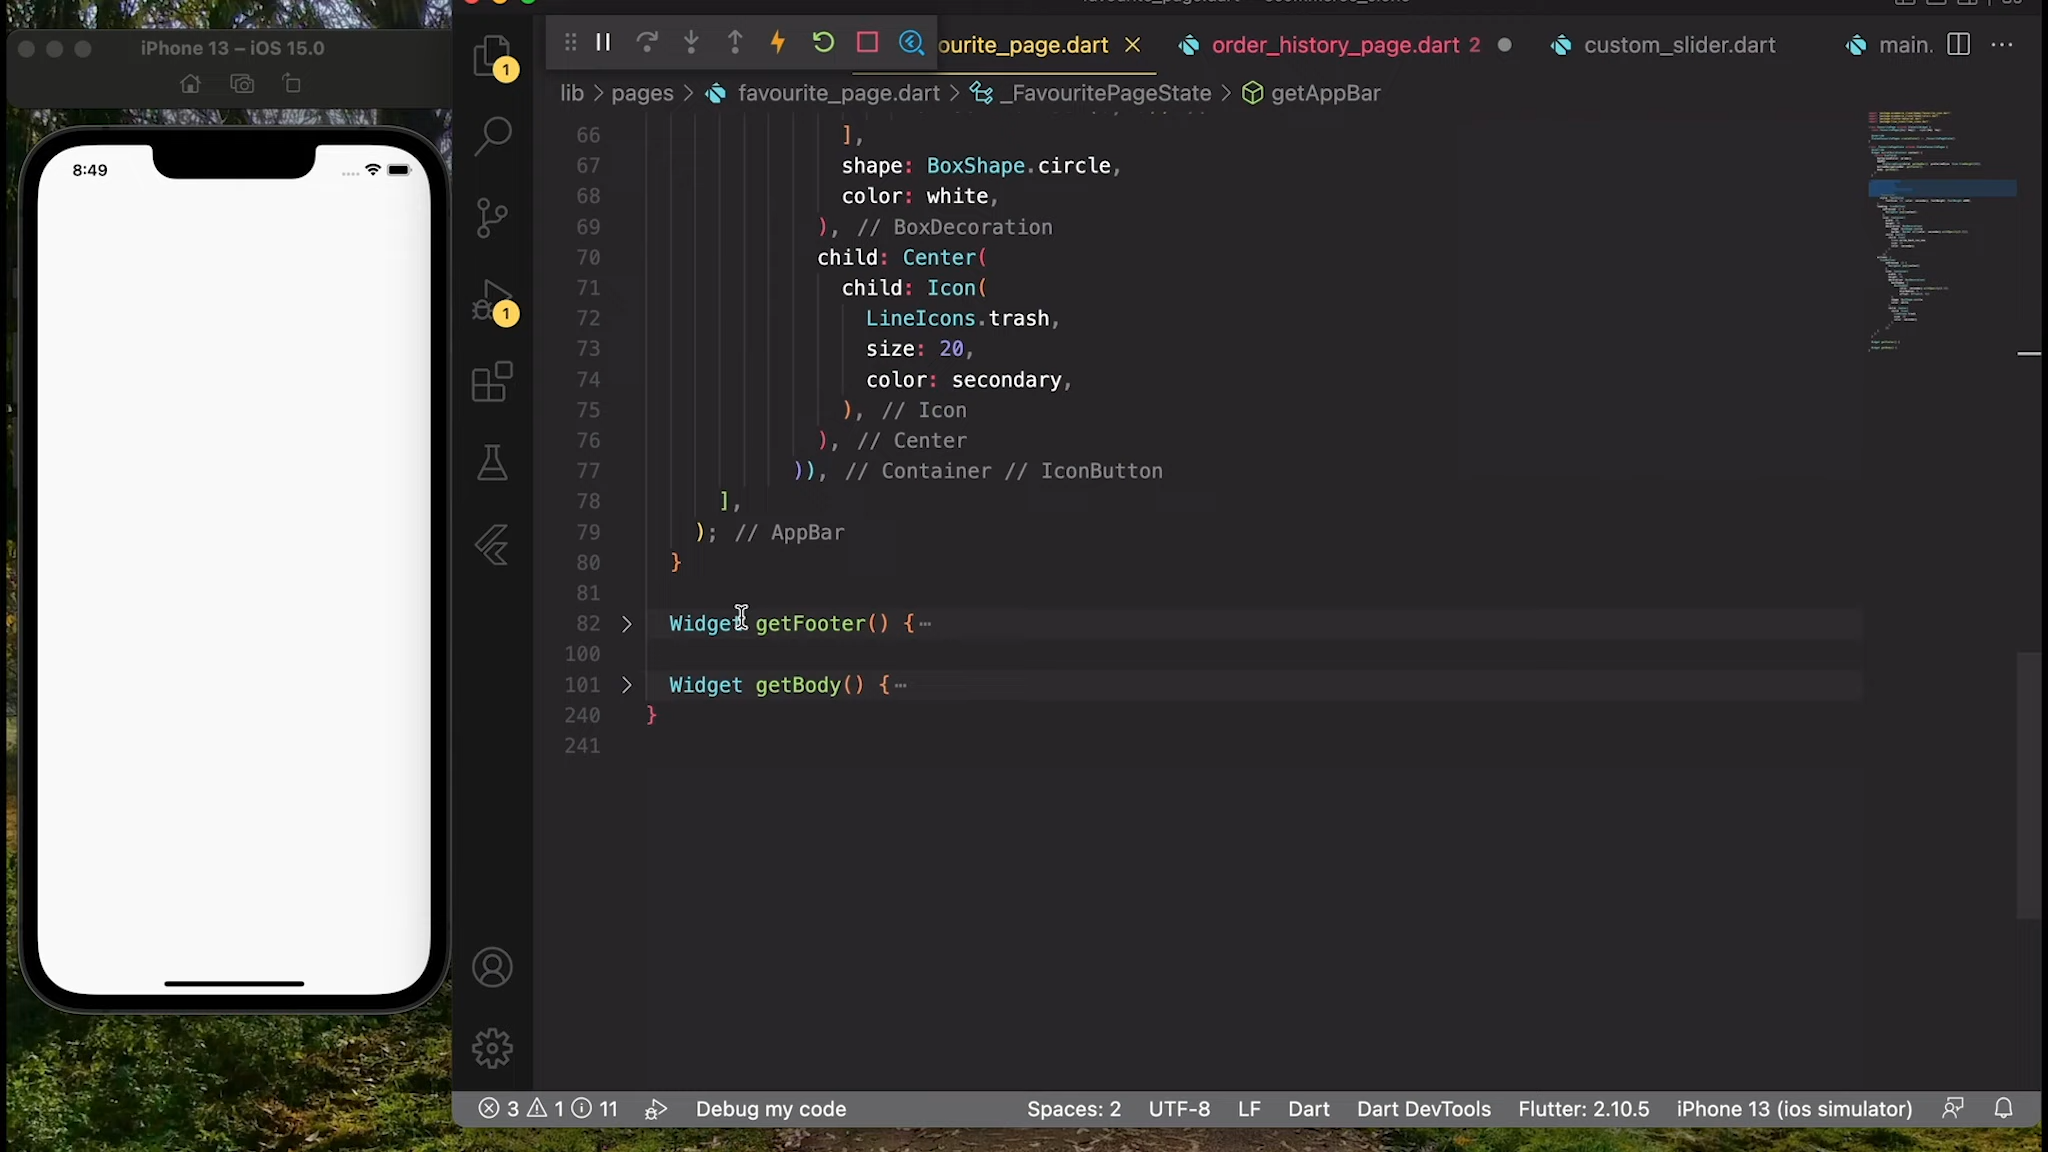 iPhone 13 – iOS 15.0
8:49
1
1
ourite_page.dart
order_history_page.dart 2
custom_slider.dart
main.
lib > pages > favourite_page.dart > _FavouritePageState > getAppBar
66 ],
67 shape: BoxShape.circle,
68 color: white,
69 ), // BoxDecoration
70 child: Center(
71 child: Icon(
72 LineIcons.trash,
73 size: 20,
74 color: secondary,
75 ), // Icon
76 ), // Center
77 )), // Container // IconButton
78 ],
79 ); // AppBar
80 }
81
82 > Widget getFooter() { ⋯
100
101 > Widget getBody() { ⋯
240 }
241
3 1 11 Debug my code Spaces: 2 UTF-8 LF Dart Dart DevTools Flutter: 2.10.5 iPhone 13 (ios simulator)